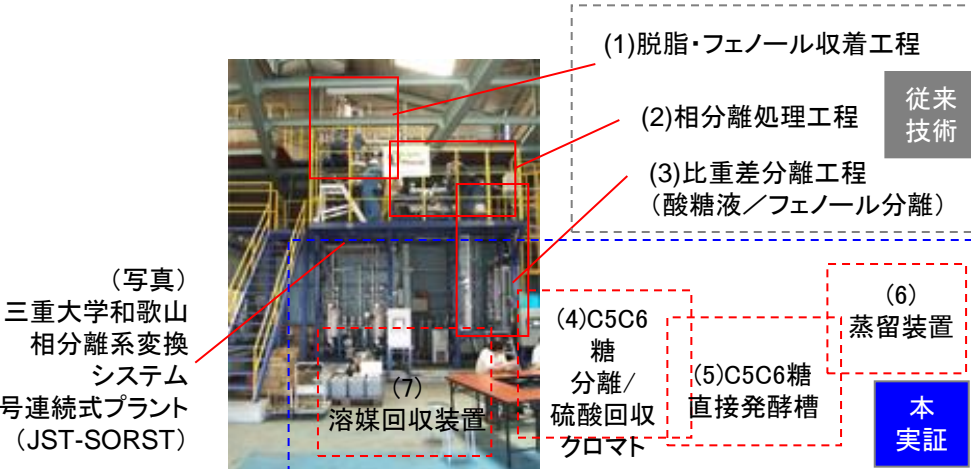 (1)脱脂・フェノール収着工程
従来
技術
(2)相分離処理工程
(3)比重差分離工程
(酸糖液／フェノール分離)
(写真)
三重大学和歌山
相分離系変換
システム
号連続式プラント
(JST-SORST)
(4)C5C6
糖
分離/
硫酸回収
クロマト
(5)C5C6糖
直接発酵槽
(6)
蒸留装置
(7)
溶媒回収装置
本
実証